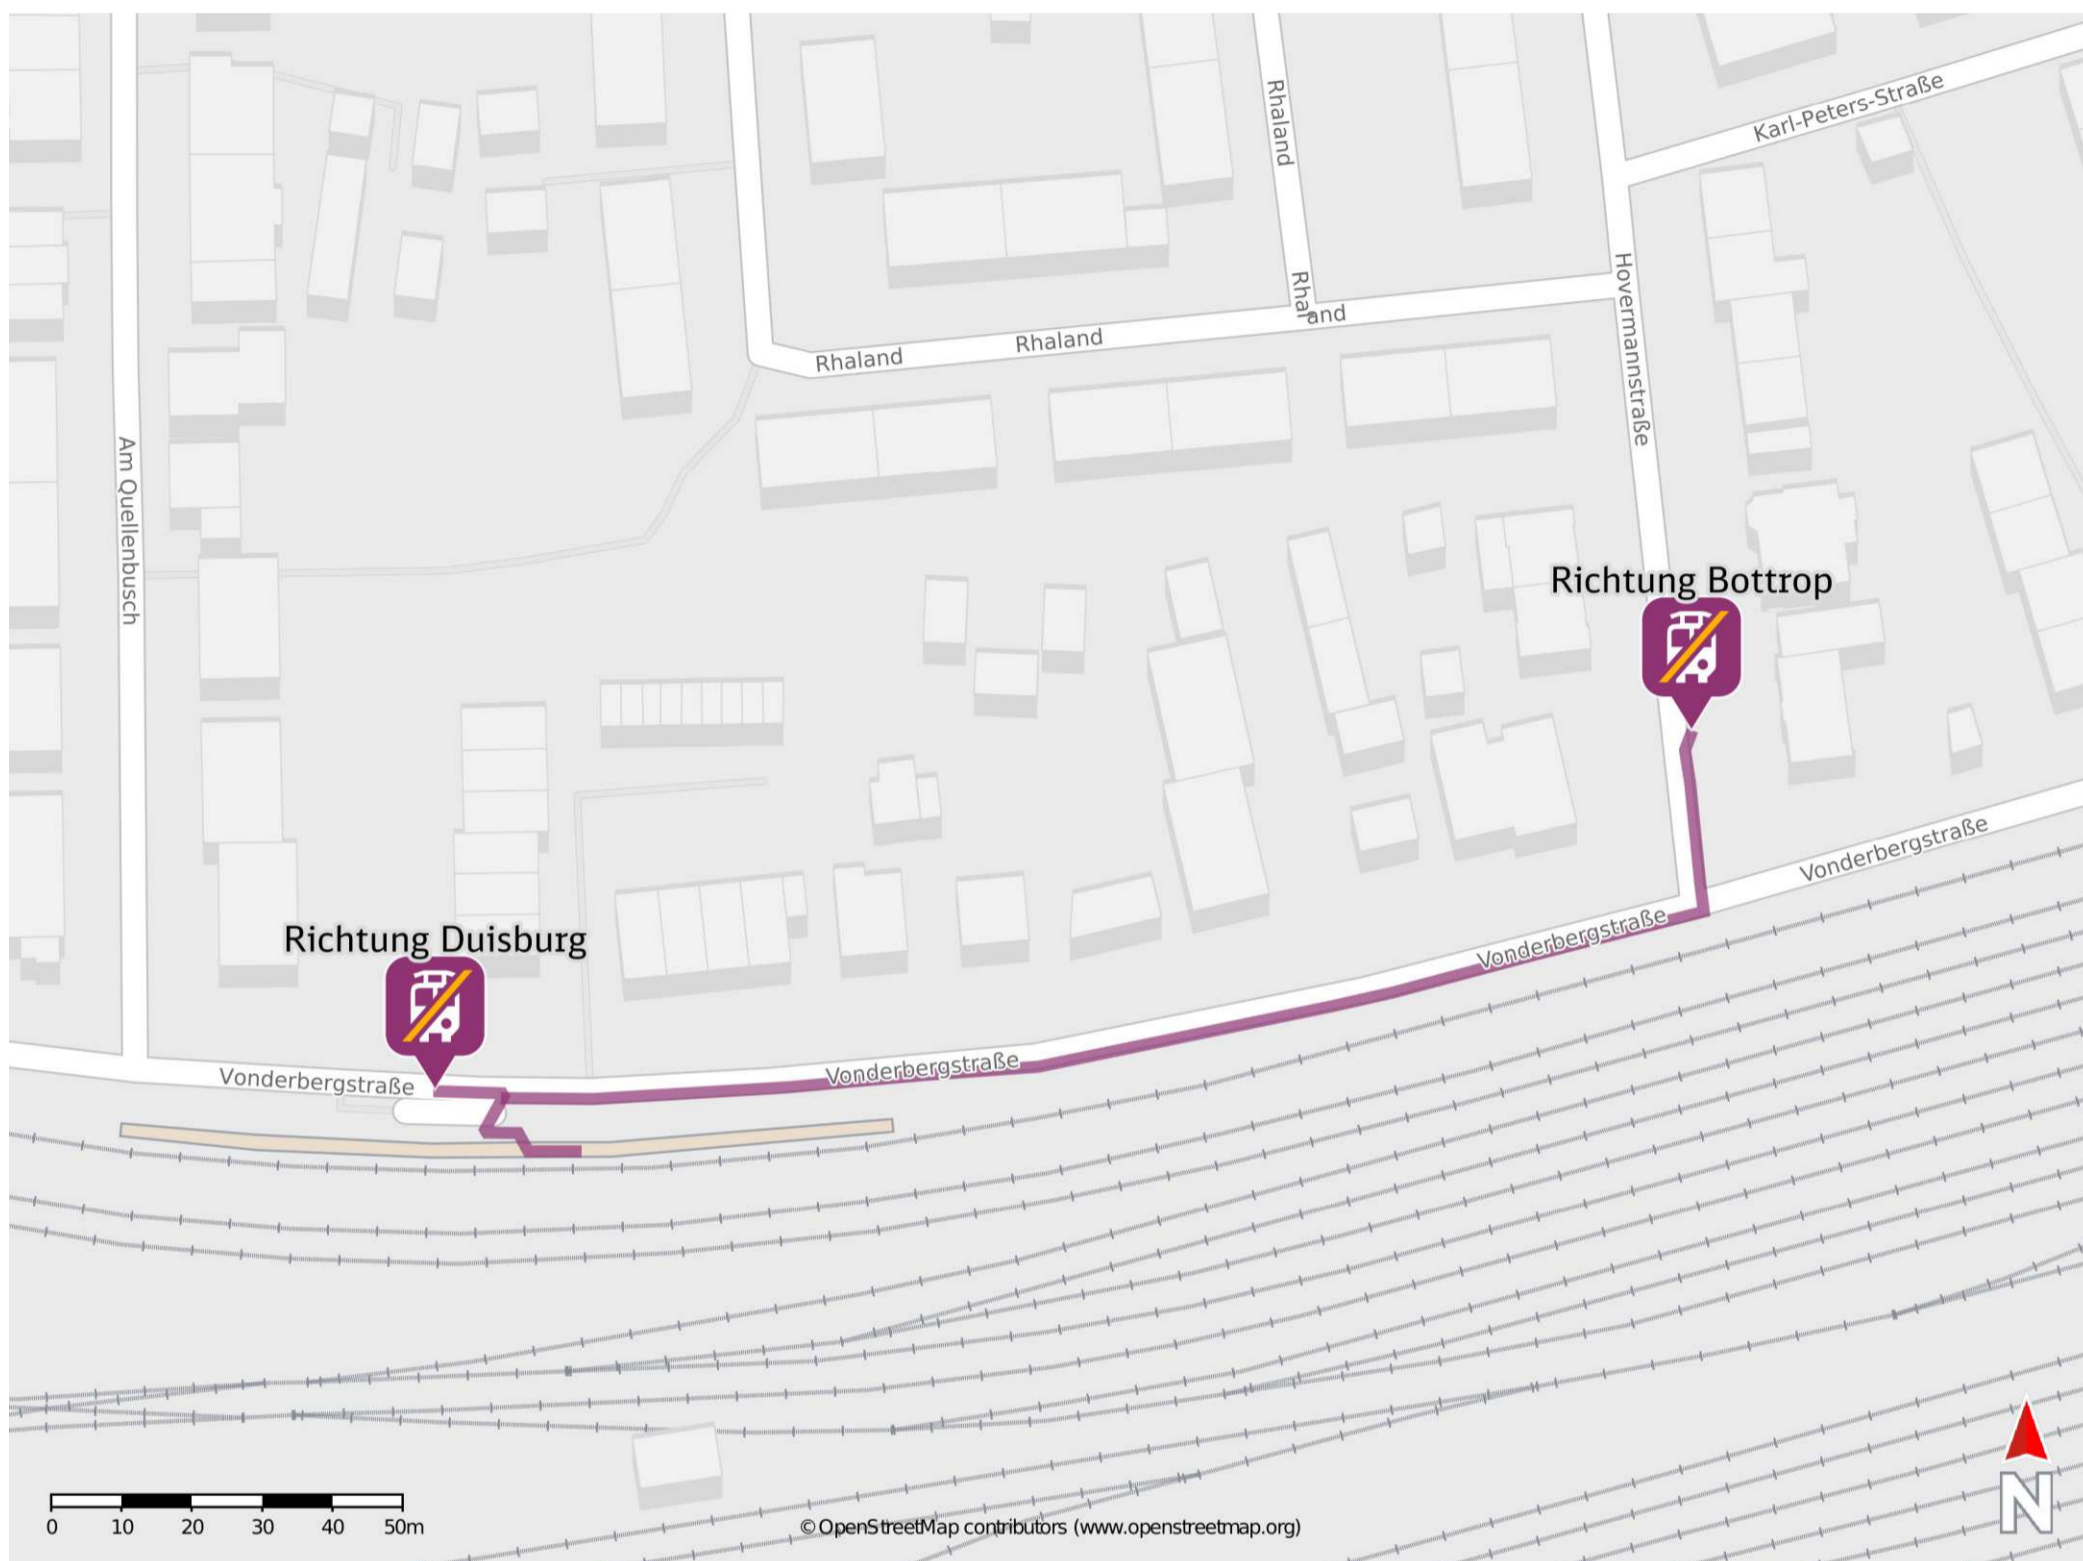 Karl-Peters-Straße
Rhaland
Rhaland
Rhaland
Rhaland
Rhaland
Hovermannstraße
Am Quellenbusch
Richtung Bottrop
Vonderbergstraße
Richtung Duisburg
Vonderbergstraße
Vonderbergstraße
Vonderbergstraße
0 10 20 30 40 50m
© OpenStreetMap contributors (www.openstreetmap.org)
N